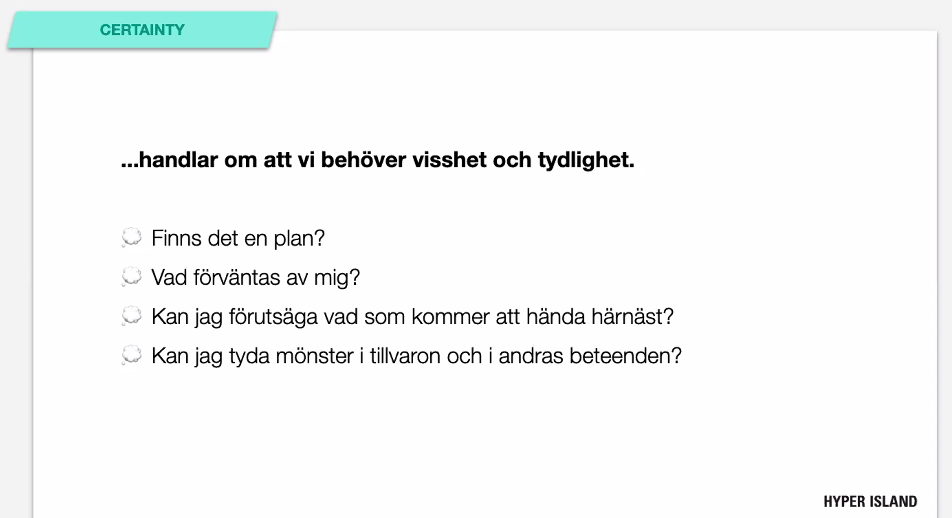 CERTAINTY
...handlar om att vi behöver visshet och tydlighet.
Finns det en plan?
Vad förväntas av mig?
Kan jag förutsäga vad som kommer att hända härnäst?
Kan jag tyda mönster i tillvaron och i andras beteenden?
HYPER ISLAND